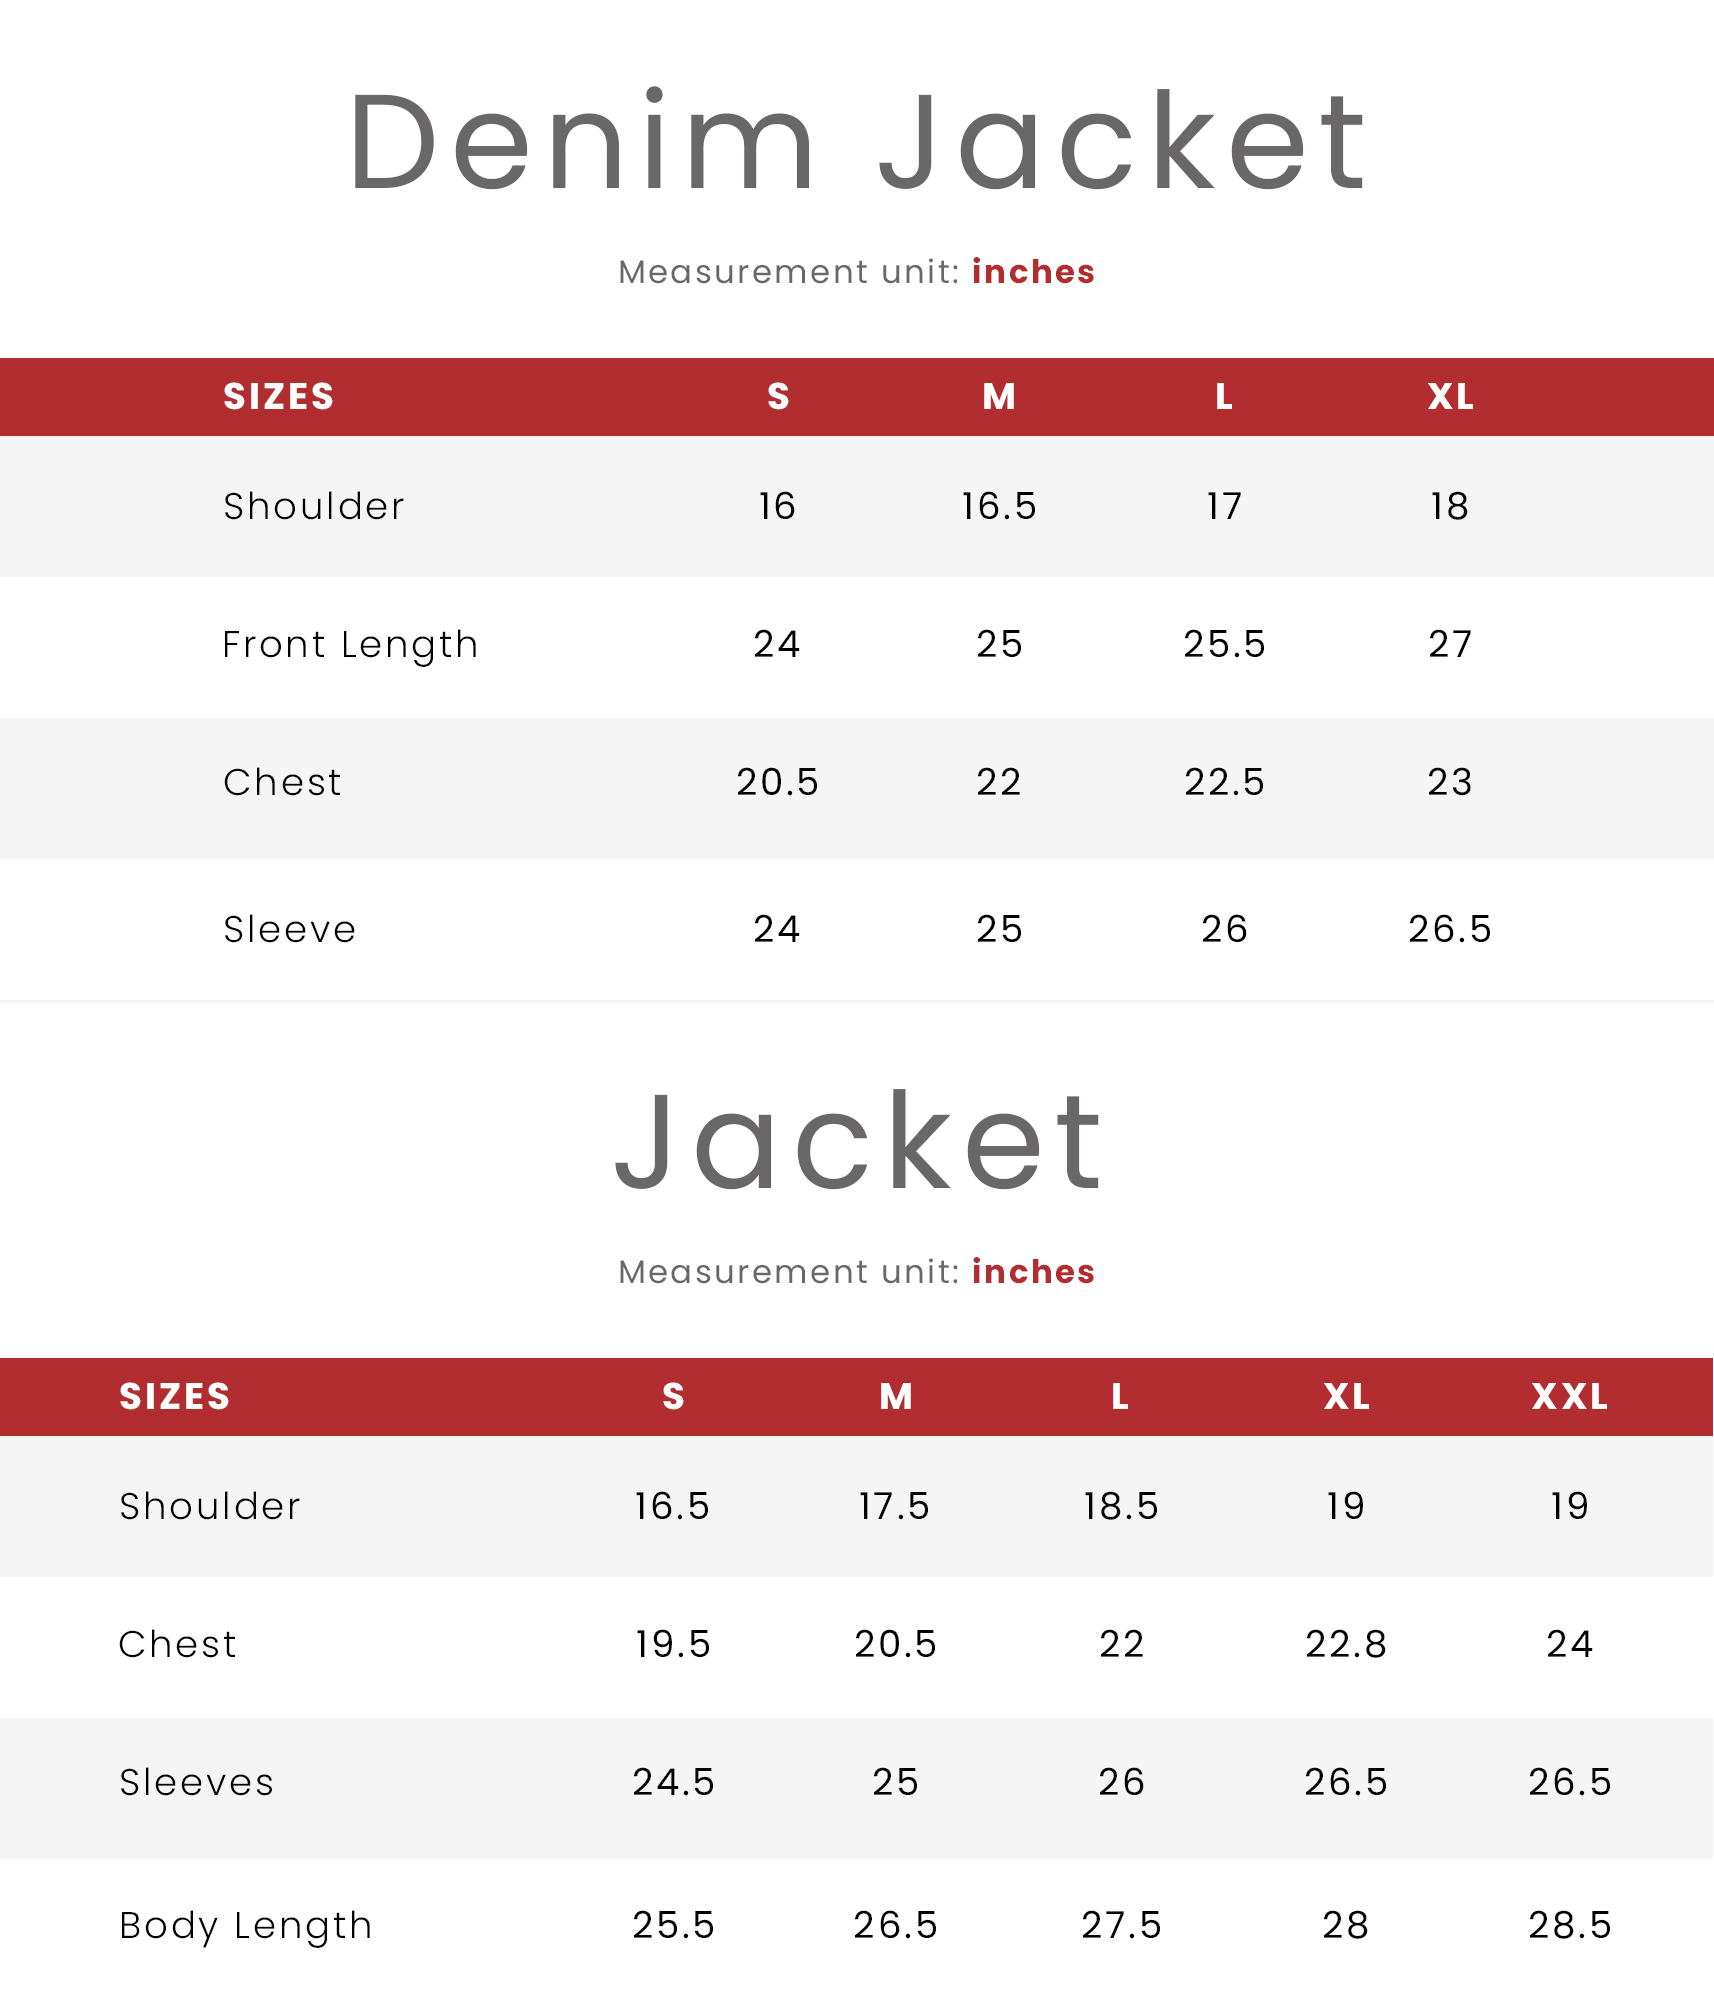 Denim Jacket
Measurement unit: inches
SIZES S M L XL
Shoulder 16 16.5 17 18
Front Length 24 25 25.5 27
Chest 20.5 22 22.5 23
Sleeve 24 25 26 26.5
Jacket
Measurement unit: inches
SIZES S M L XL XXL
Shoulder 16.5 17.5 18.5 19 19
Chest 19.5 20.5 22 22.8 24
Sleeves 24.5 25 26 26.5 26.5
Body Length 25.5 26.5 27.5 28 28.5